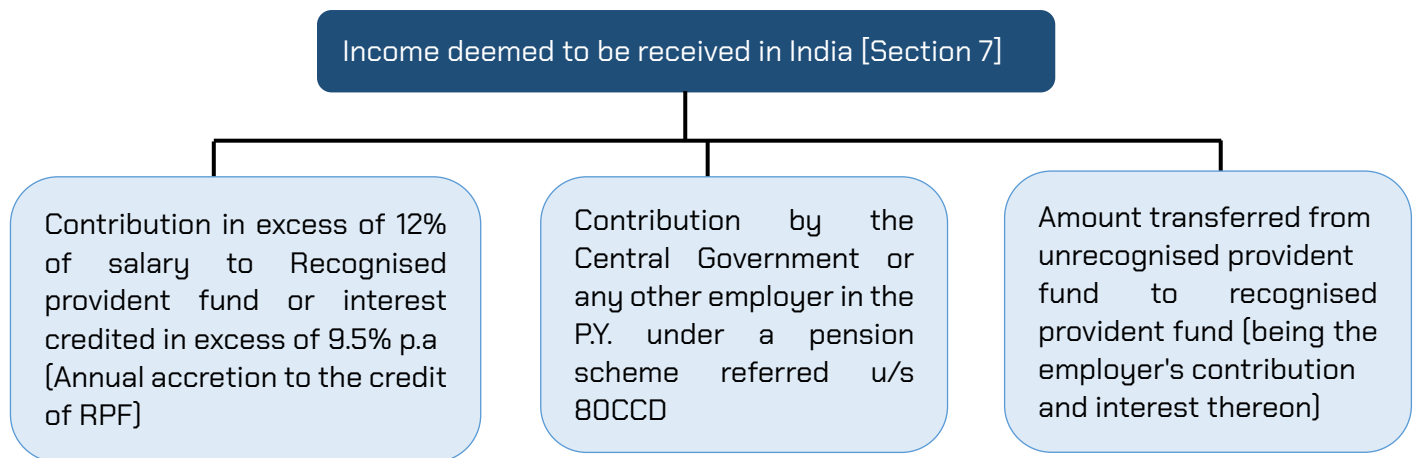 Income deemed to be received in India [Section 7]
Contribution in excess of 12%
of salary to Recognised
provident fund or interest
credited in excess of 9.5% p.a
(Annual accretion to the credit
of RPF)
Contribution by the
Central Government or
any other employer in the
P.Y. under a pension
scheme referred u/s
80CCD
Amount transferred from
unrecognised provident
fund to recognised
provident fund (being the
employer's contribution
and interest thereon)